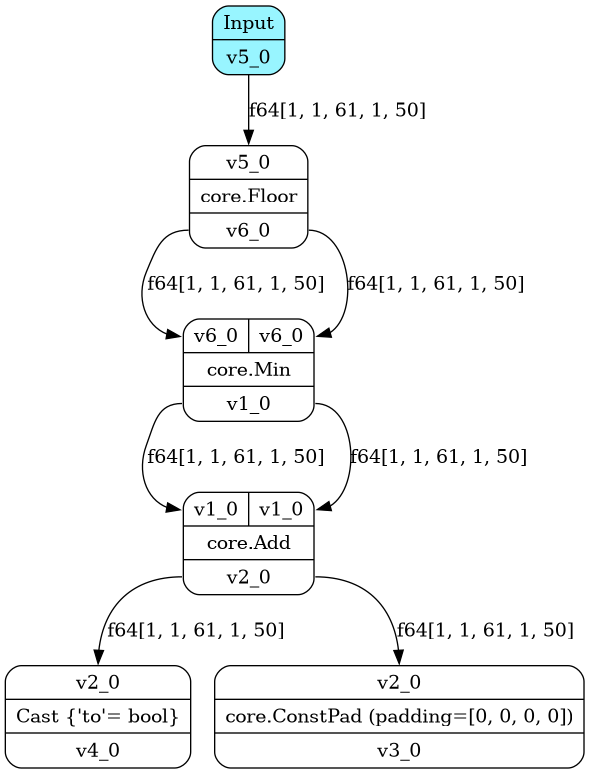 Input
v5_0
f64[1, 1, 61, 1, 50]
v5_0
core.Floor
v6_0
f64[1, 1, 61, 1, 50] f64[1, 1, 61, 1, 50]
v6_0 v6_0
core.Min
v1_0
f64[1, 1, 61, 1, 50] f64[1, 1, 61, 1, 50]
v1_0 v1_0
core.Add
v2_0
f64[1, 1, 61, 1, 50] f64[1, 1, 61, 1, 50]
v2_0 v2_0
Cast {'to'= bool} core.ConstPad (padding=[0, 0, 0, 0])
v4_0 v3_0